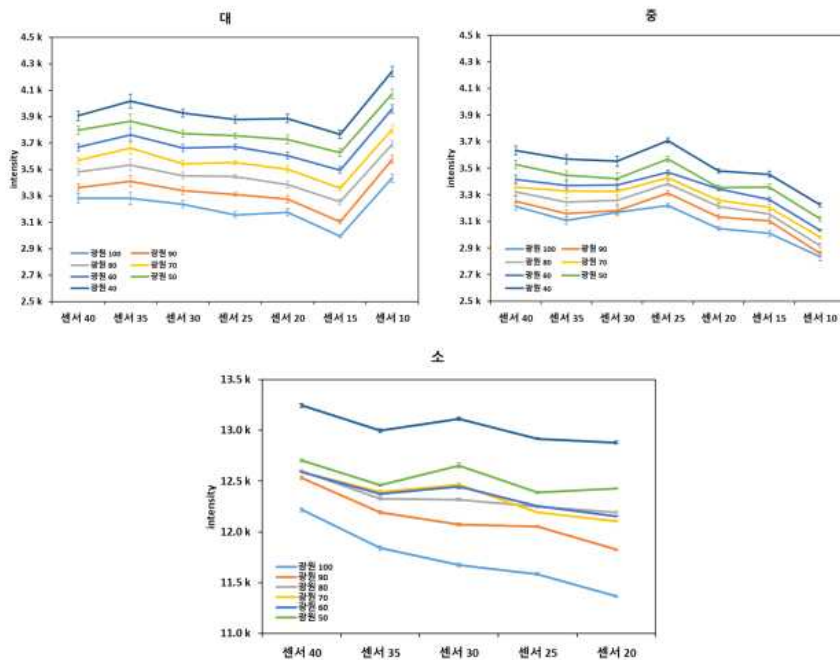 대
4.5 k
4.3 k
4.1 k
3.9 k
3.7 k
3.5 k
3.3 k
3.1 k
2.9 k
2.7 k
2.5 k
intensity
광원 100
광원 90
광원 80
광원 70
광원 60
광원 50
광원 40
센서 40
센서 35
센서 30
센서 25
센서 20
센서 15
센서 10
중
4.5 k
4.3 k
4.1 k
3.9 k
3.7 k
3.5 k
3.3 k
3.1 k
2.9 k
2.7 k
2.5 k
intensity
광원 100
광원 90
광원 80
광원 70
광원 60
광원 50
광원 40
센서 40
센서 35
센서 30
센서 25
센서 20
센서 15
센서 10
소
13.5 k
13.0 k
12.5 k
12.0 k
11.5 k
11.0 k
intensity
광원 100
광원 90
광원 80
광원 70
광원 60
광원 50
센서 40
센서 35
센서 30
센서 25
센서 20